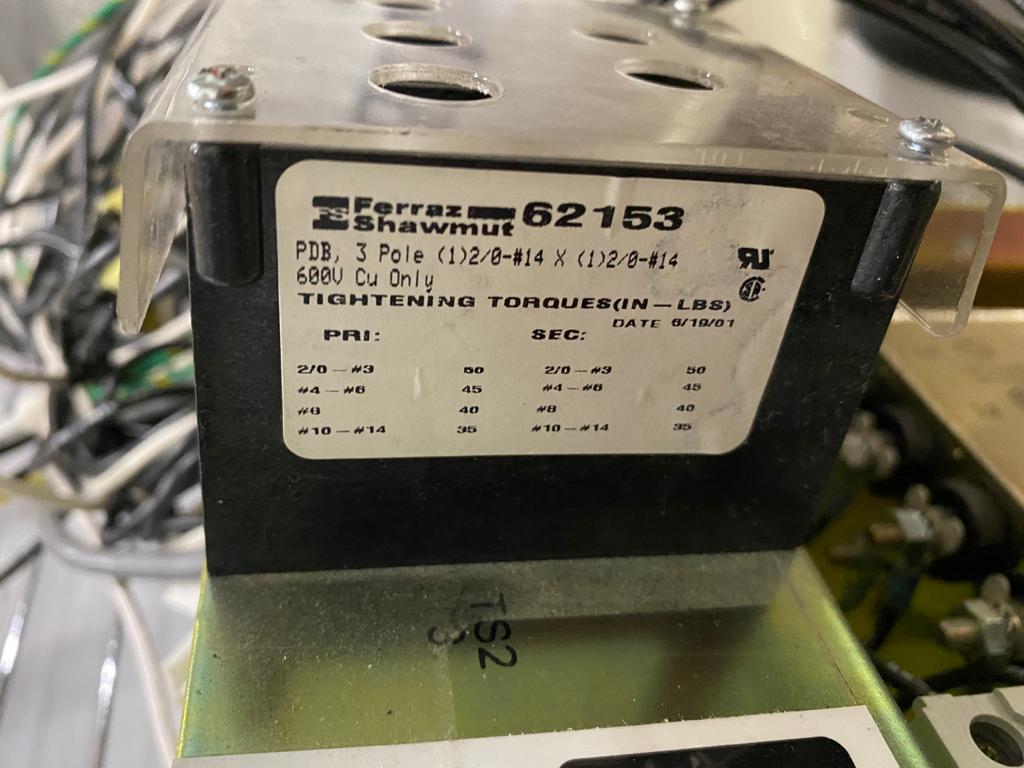 Ferraz
Shawmut 62153
PDB, 3 Pole (1)2/0-#14 X (1)2/0-#14
600V Cu Only
TIGHTENING TORQUES(IN-LBS)
DATE 6/19/01
PRI: SEC:
2/0-#3 50 2/0-#3 50
#4-#6 45 #4-#6 45
#8 40 #8 40
#10-#14 35 #10-#14 35
TS2